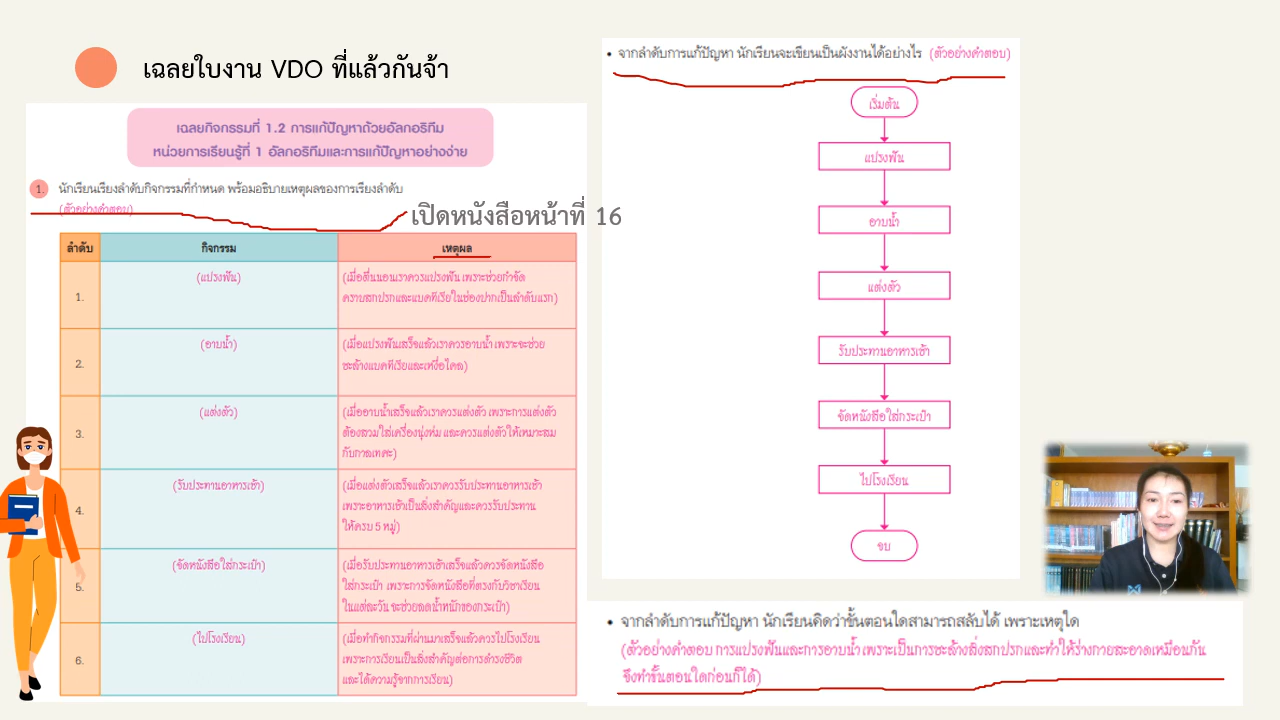 เฉลยใบงาน VDO ที่แล้วกันจ้า
เฉลยกิจกรรมที่ 1.2 การแก้ปัญหาด้วยอัลกอริทึม
หน่วยการเรียนรู้ที่ 1 อัลกอริทึมและการแก้ปัญหาอย่างง่าย
1. นักเรียนเรียงลำดับกิจกรรมที่กำหนด พร้อมอธิบายเหตุผลของการเรียงลำดับ
(ตัวอย่างคำตอบ)
เปิดหนังสือหน้าที่ 16
ลำดับ กิจกรรม เหตุผล
1. (แปรงฟัน) (เมื่อตื่นนอนเราควรแปรงฟัน เพราะช่วยกำจัด
คราบสกปรกและแบคทีเรียในช่องปากเป็นลำดับแรก)
2. (อาบน้ำ) (เมื่อแปรงฟันเสร็จแล้วเราควรอาบน้ำ เพราะจะช่วย
ชะล้างแบคทีเรียและเหงื่อไคล)
3. (แต่งตัว) (เมื่ออาบน้ำเสร็จแล้วเราควรแต่งตัว เพราะการแต่งตัว
ต้องสวมใส่เครื่องนุ่งห่ม และควรแต่งตัวให้เหมาะสม
กับกาลเทศะ)
4. (รับประทานอาหารเช้า) (เมื่อแต่งตัวเสร็จแล้วเราควรรับประทานอาหารเช้า
เพราะอาหารเช้าเป็นสิ่งสำคัญและควรรับประทาน
ให้ครบ 5 หมู่)
5. (จัดหนังสือใส่กระเป๋า) (เมื่อรับประทานอาหารเช้าเสร็จแล้วควรจัดหนังสือ
ใส่กระเป๋า เพราะการจัดหนังสือที่ตรงกับวิชาเรียน
ในแต่ละวัน จะช่วยลดน้ำหนักของกระเป๋า)
6. (ไปโรงเรียน) (เมื่อทำกิจกรรมที่ผ่านมาเสร็จแล้วควรไปโรงเรียน
เพราะการเรียนเป็นสิ่งสำคัญต่อการดำรงชีวิต
และได้ความรู้จากการเรียน)
• จากลำดับการแก้ปัญหา นักเรียนจะเขียนเป็นผังงานได้อย่างไร (ตัวอย่างคำตอบ)
เริ่มต้น
แปรงฟัน
อาบน้ำ
แต่งตัว
รับประทานอาหารเช้า
จัดหนังสือใส่กระเป๋า
ไปโรงเรียน
จบ
• จากลำดับการแก้ปัญหา นักเรียนคิดว่าขั้นตอนใดสามารถสลับได้ เพราะเหตุใด
(ตัวอย่างคำตอบ การแปรงฟันและการอาบน้ำ เพราะเป็นการชะล้างสิ่งสกปรกและทำให้ร่างกายสะอาดเหมือนกัน
จึงทำขั้นตอนใดก่อนก็ได้)